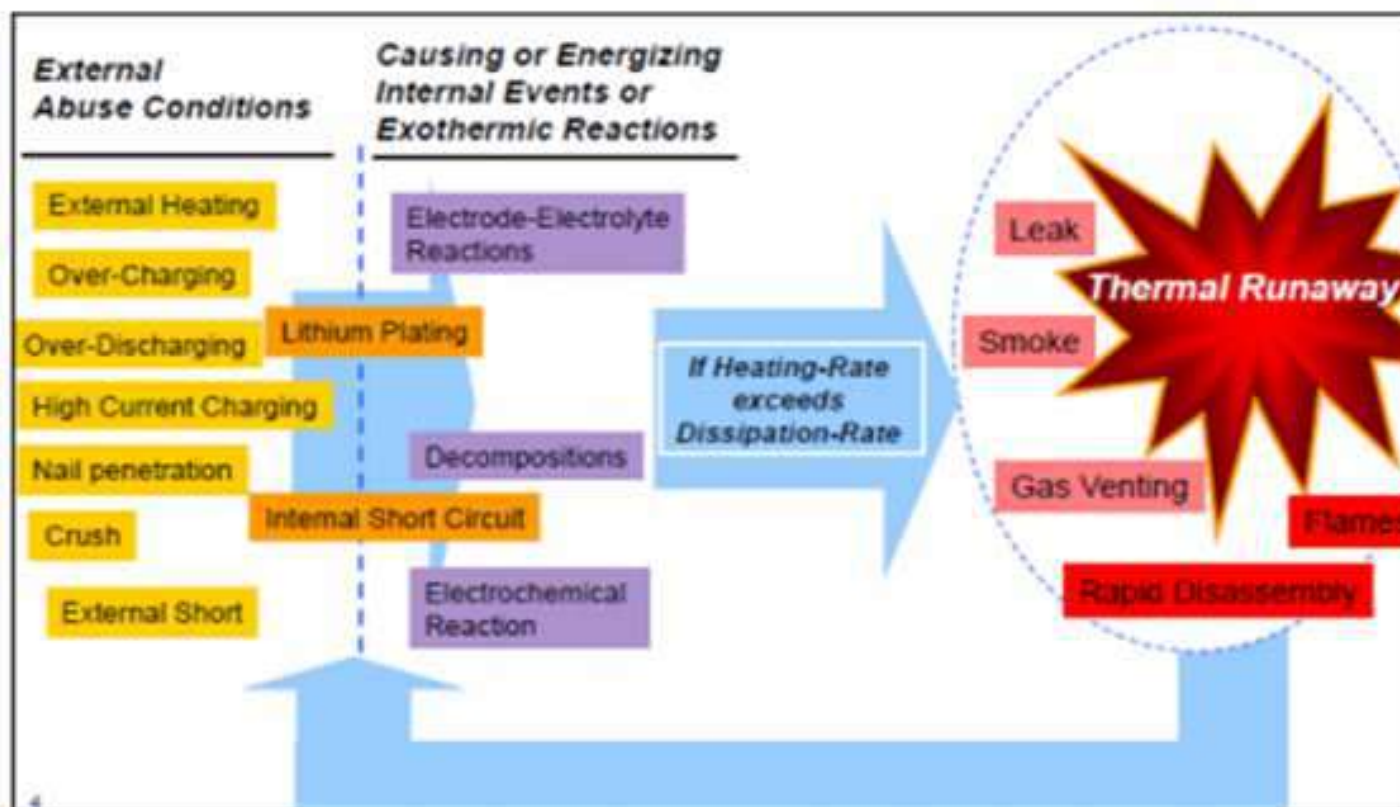 External
Abuse Conditions
Causing or Energizing
Internal Events or
Exothermic Reactions
External Heating
Over-Charging
Over-Discharging
High Current Charging
Nail penetration
Crush
External Short
Lithium Plating
Internal Short Circuit
Electrode-Electrolyte
Reactions
Decompositions
Electrochemical
Reaction
If Heating-Rate
exceeds
Dissipation-Rate
Leak
Smoke
Thermal Runaway
Gas Venting
Flames
Rapid Disassembly